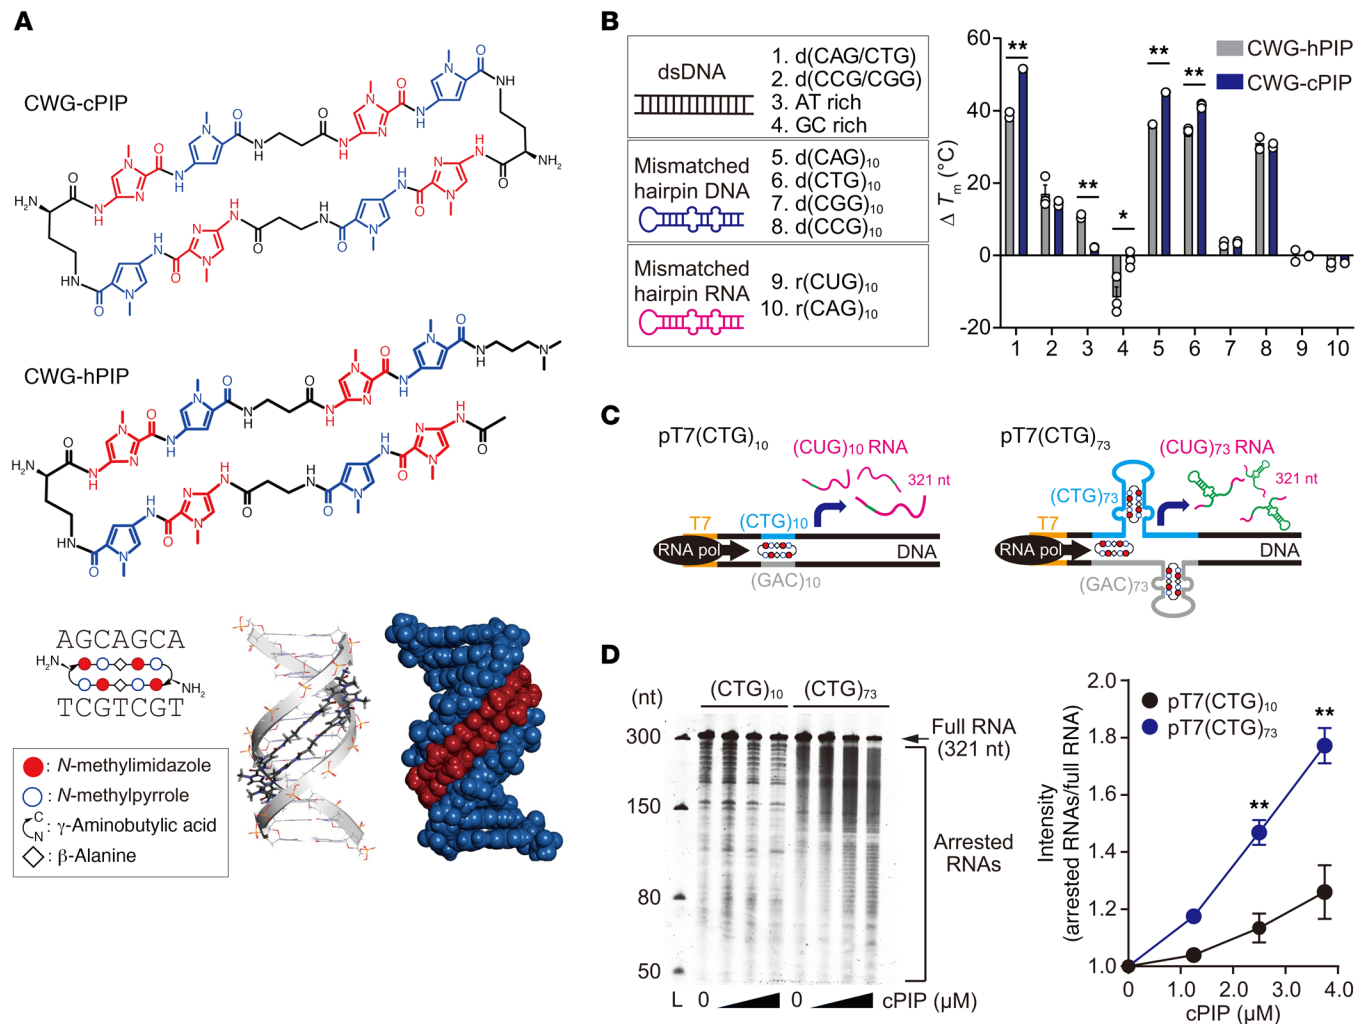 A
CWG-cPIP
CWG-hPIP
AGCAGCA
H₂N
NH₂
TCGTCGT
: N-methylimidazole
: N-methylpyrrole
C
N
: γ-Aminobutylic acid
: β-Alanine
B
dsDNA
1. d(CAG/CTG)
2. d(CCG/CGG)
3. AT rich
4. GC rich
Mismatched
hairpin DNA
5. d(CAG)₁₀
6. d(CTG)₁₀
7. d(CGG)₁₀
8. d(CCG)₁₀
Mismatched
hairpin RNA
9. r(CUG)₁₀
10. r(CAG)₁₀
Δ Tm (°C)
60
40
20
0
-20
** ** * ** **
CWG-hPIP
CWG-cPIP
1 2 3 4 5 6 7 8 9 10
C
pT7(CTG)₁₀
(CUG)₁₀ RNA
321 nt
T7
(CTG)₁₀
RNA pol
DNA
(GAC)₁₀
pT7(CTG)₇₃
(CUG)₇₃ RNA
321 nt
(CTG)₇₃
T7
RNA pol
DNA
(GAC)₇₃
D
(nt)
(CTG)₁₀
(CTG)₇₃
300
150
80
50
Full RNA
(321 nt)
Arrested
RNAs
L 0 0 cPIP (μM)
Intensity
(arrested RNAs/full RNA)
2.0
1.8
1.6
1.4
1.2
1.0
pT7(CTG)₁₀
pT7(CTG)₇₃
**
**
0 1.0 2.0 3.0 4.0
cPIP (μM)